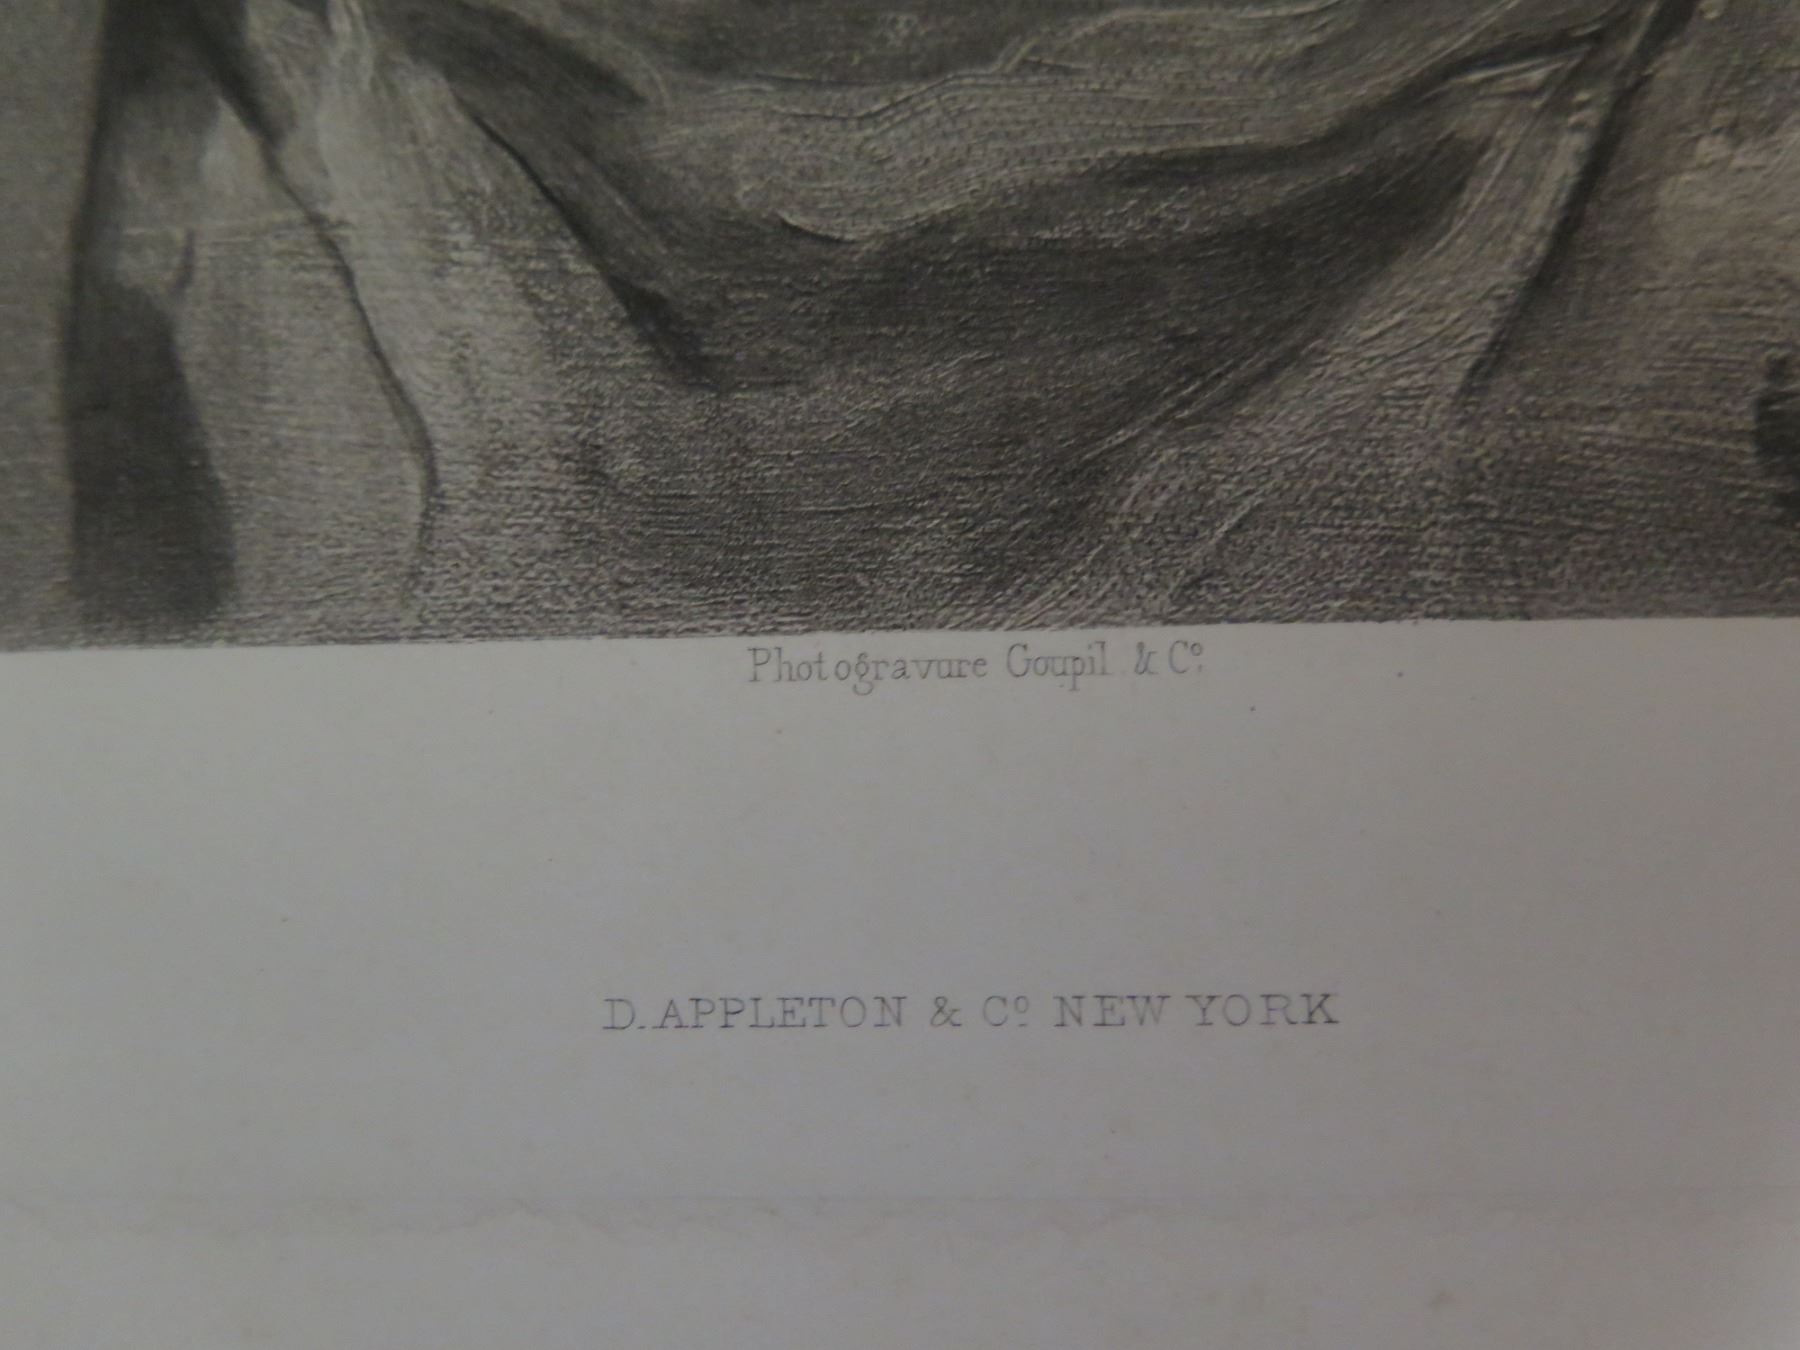 Photogravure Goupil & Cº.
D. APPLETON & Cº NEW YORK